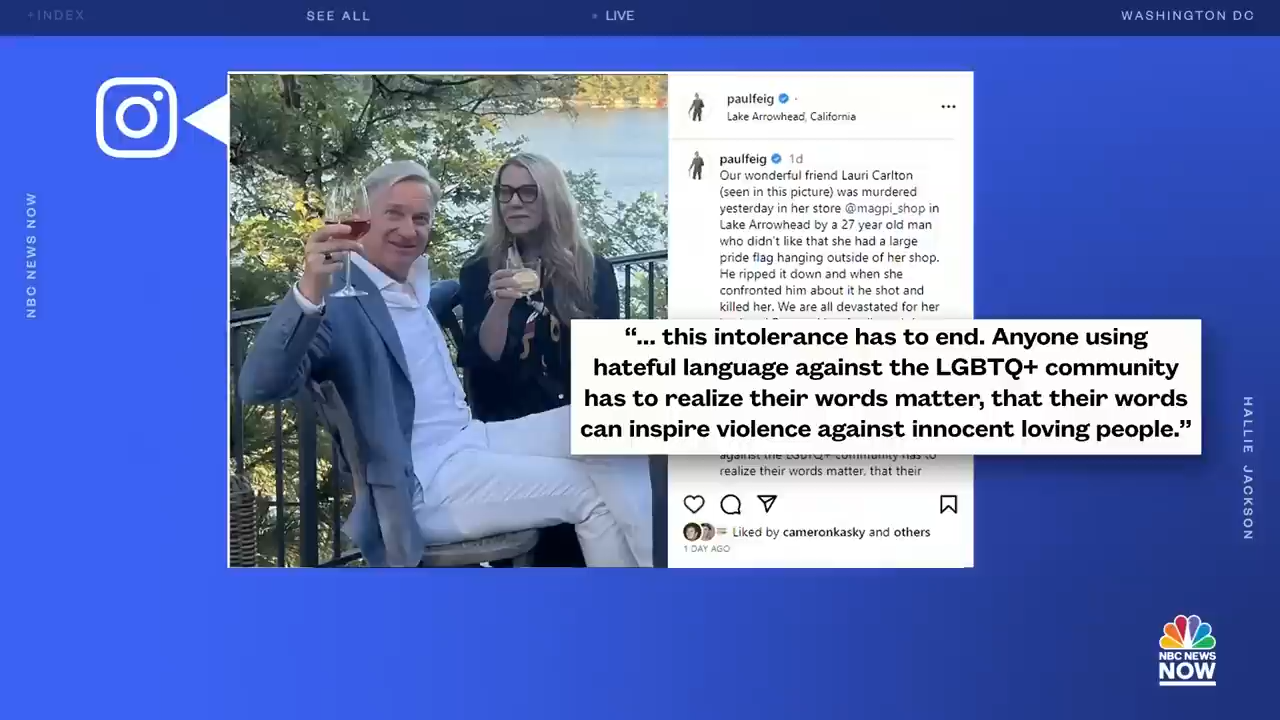 +INDEX
SEE ALL
LIVE
WASHINGTON DC
NBC NEWS NOW
paulfeig
Lake Arrowhead, California
paulfeig 1d
Our wonderful friend Lauri Carlton
(seen in this picture) was murdered
yesterday in her store @magpi_shop in
Lake Arrowhead by a 27 year old man
who didn't like that she had a large
pride flag hanging outside of her shop.
He ripped it down and when she
confronted him about it he shot and
killed her. We are all devastated for her
“... this intolerance has to end. Anyone using
hateful language against the LGBTQ+ community
has to realize their words matter, that their words
can inspire violence against innocent loving people.”
against the LGBTQ+ community has to
realize their words matter, that their
Liked by cameronkasky and others
1 DAY AGO
HALLIE JACKSON
NBC NEWS
NOW